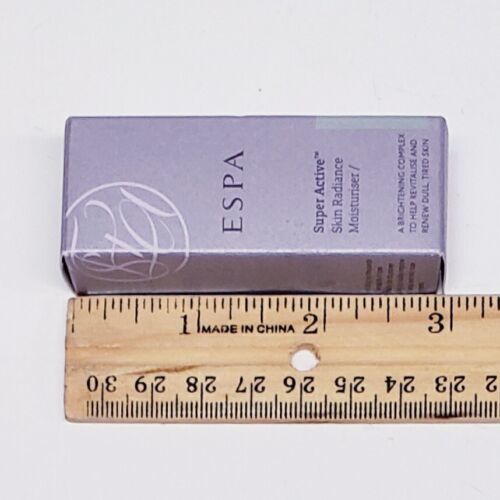 ESPA
Super Active™
Skin Radiance
Moisturiser /
A BRIGHTENING COMPLEX
TO HELP REVITALISE AND
RENEW DULL, TIRED SKIN
1 MADE IN CHINA 2 3
30 29 28 27 26 25 24 23